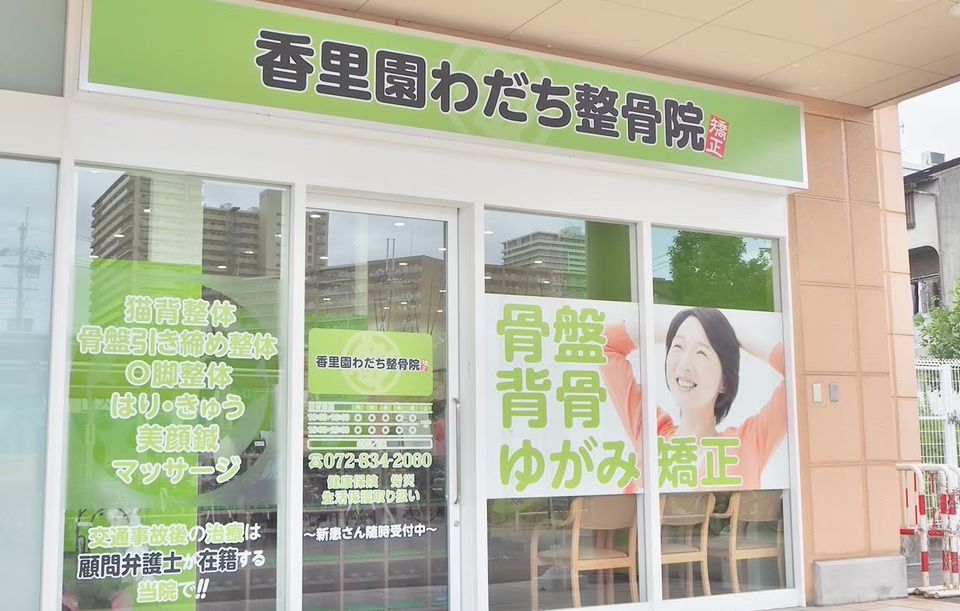 香里園わだち整骨院
矯正
猫背整体
骨盤引き締め整体
O脚整体
はり・きゅう
美顔鍼
マッサージ
交通事故後の治療は
顧問弁護士が在籍する
当院で!!
香里園わだち整骨院
矯正
☎072-834-2060
健康保険 労災
生活保護取り扱い
〜新患さん随時受付中〜
骨盤
背骨
ゆがみ矯正